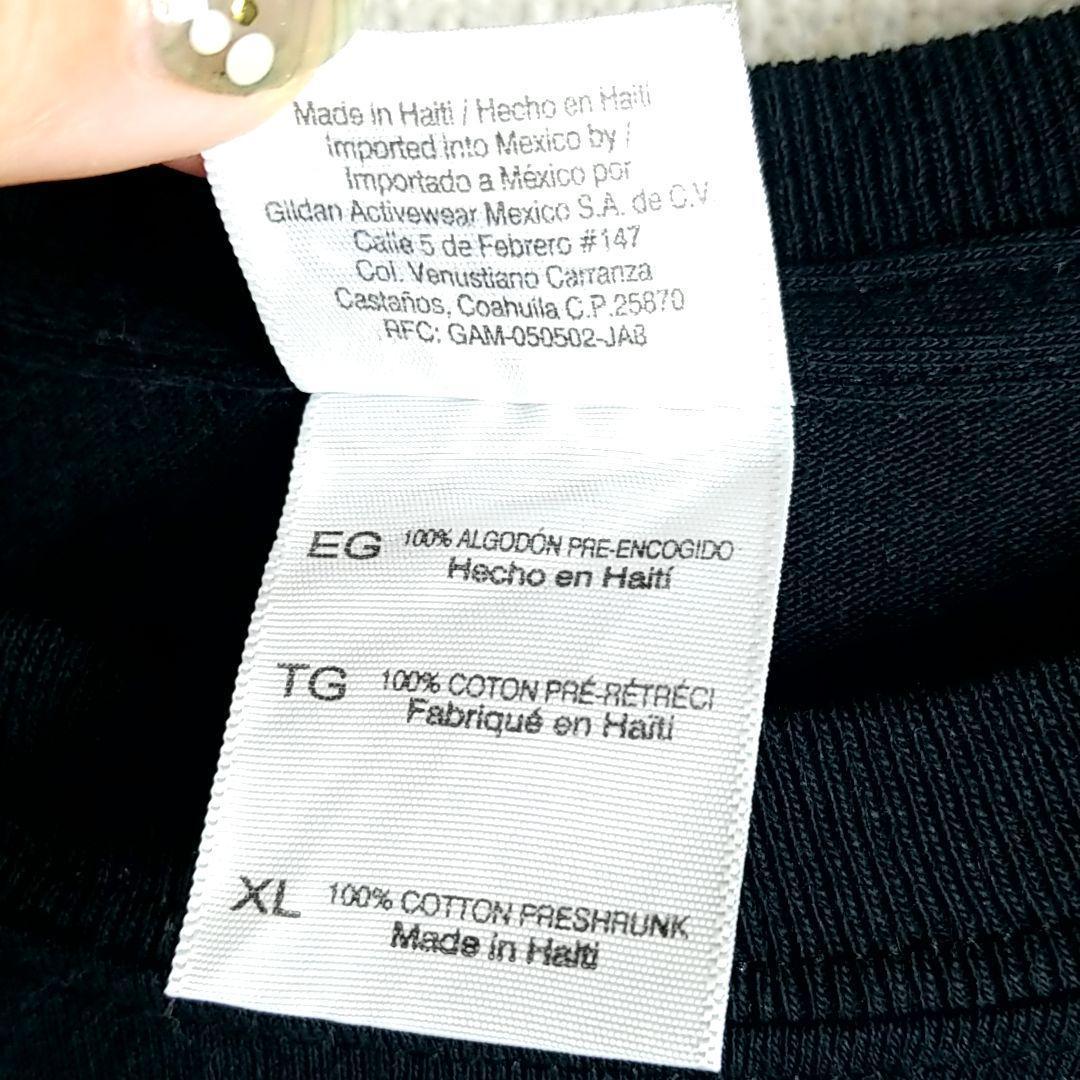 Made in Haiti / Hecho en Haiti
Imported into Mexico by /
Importado a México por
Gildan Activewear Mexico S.A. de C.V.
Calle 5 de Febrero #147
Col. Venustiano Carranza
Castaños, Coahuila C.P.25870
RFC: GAM-050502-JA8
EG 100% ALGODÓN PRE-ENCOGIDO
Hecho en Haití
TG 100% COTON PRÉ-RÉTRÉCI
Fabriqué en Haïti
XL 100% COTTON PRESHRUNK
Made in Haiti